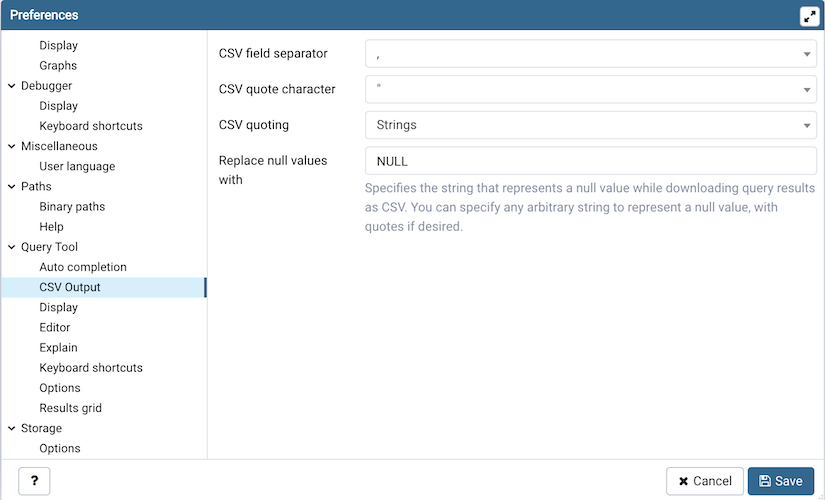 Preferences
Display
Graphs
Debugger
Display
Keyboard shortcuts
Miscellaneous
User language
Paths
Binary paths
Help
Query Tool
Auto completion
CSV Output
Display
Editor
Explain
Keyboard shortcuts
Options
Results grid
Storage
Options
CSV field separator
,
CSV quote character
"
CSV quoting
Strings
Replace null values
with
NULL
Specifies the string that represents a null value while downloading query results
as CSV. You can specify any arbitrary string to represent a null value, with
quotes if desired.
?
Cancel
Save